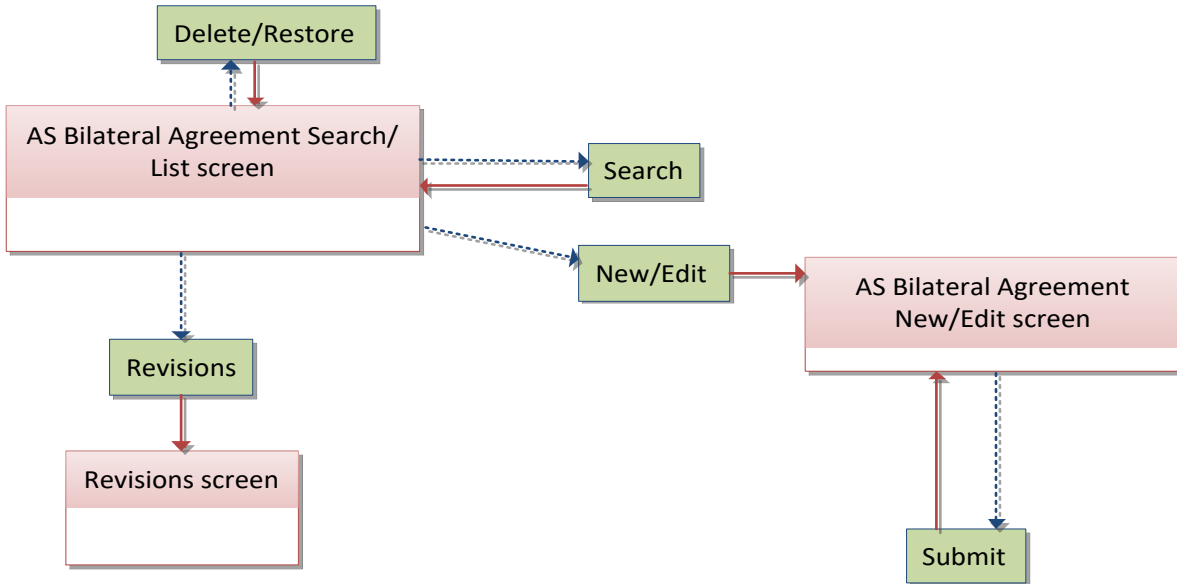 Delete/Restore
AS Bilateral Agreement Search/
List screen
Search
New/Edit
AS Bilateral Agreement
New/Edit screen
Revisions
Revisions screen
Submit